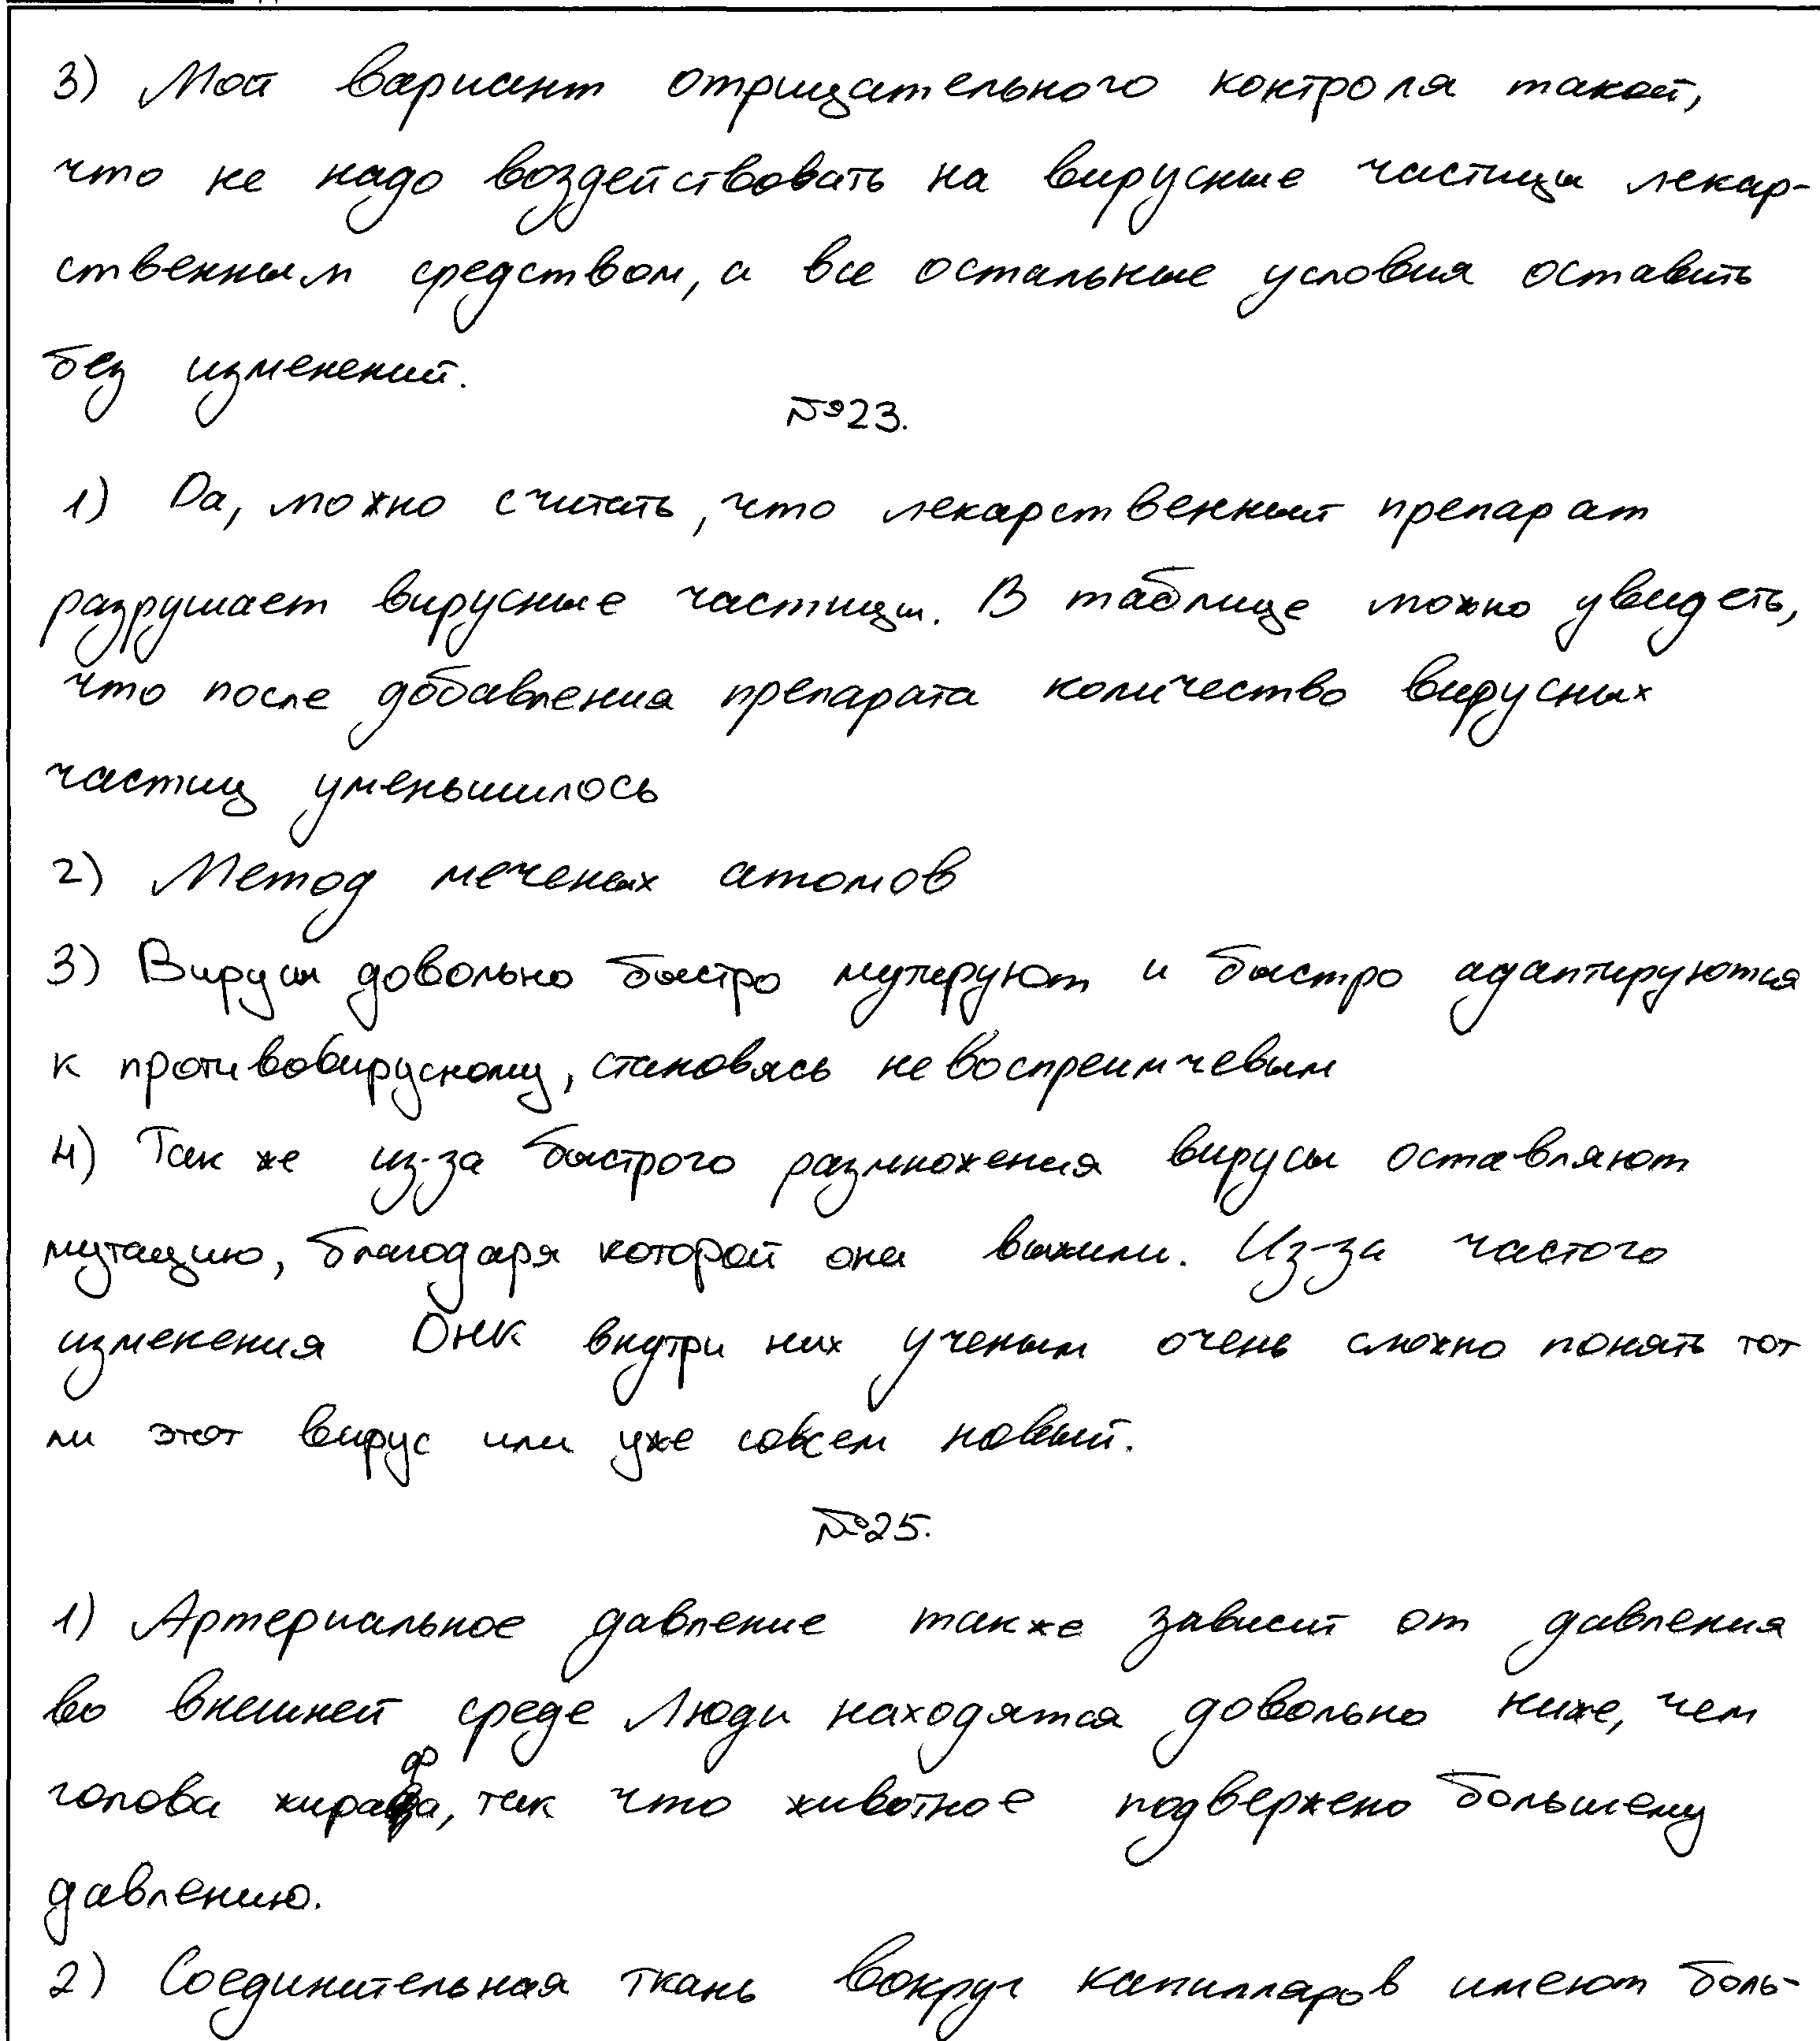 3) Мой вариант отрицательного контроля такой,
что не надо воздействовать на вирусные частицы лекар-
ственным средством, а все остальные условия оставить
без изменений.
№23.
1) Да, можно считать, что лекарственный препарат
разрушает вирусные частицы. В таблице можно увидеть,
что после добавления препарата количество вирусных
частиц уменьшилось
2) Метод меченых атомов
3) Вирусы довольно быстро мутируют и быстро адаптируются
к противовирусному, становясь не воспреимчевым
4) Так же из-за быстрого размножения вирусы оставляют
мутацию, благодаря которой они выжили. Из-за частого
изменения ДНК внутри них ученым очень сложно понять тот
ли этот вирус или уже совсем новый.
№25.
1) Артериальное давление также зависит от давления
во внешней среде Люди находятся довольно ниже, чем
голова жирафа, так что животное подвержено большему
давлению.
2) Соединительная ткань вокруг капилляров имеют боль-